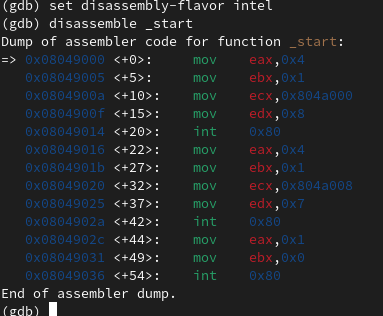 (gdb) set disassembly-flavor intel
(gdb) disassemble _start
Dump of assembler code for function _start:
=> 0x08049000 <+0>:     mov    eax,0x4
   0x08049005 <+5>:     mov    ebx,0x1
   0x0804900a <+10>:    mov    ecx,0x804a000
   0x0804900f <+15>:    mov    edx,0x8
   0x08049014 <+20>:    int    0x80
   0x08049016 <+22>:    mov    eax,0x4
   0x0804901b <+27>:    mov    ebx,0x1
   0x08049020 <+32>:    mov    ecx,0x804a008
   0x08049025 <+37>:    mov    edx,0x7
   0x0804902a <+42>:    int    0x80
   0x0804902c <+44>:    mov    eax,0x1
   0x08049031 <+49>:    mov    ebx,0x0
   0x08049036 <+54>:    int    0x80
End of assembler dump.
(gdb)